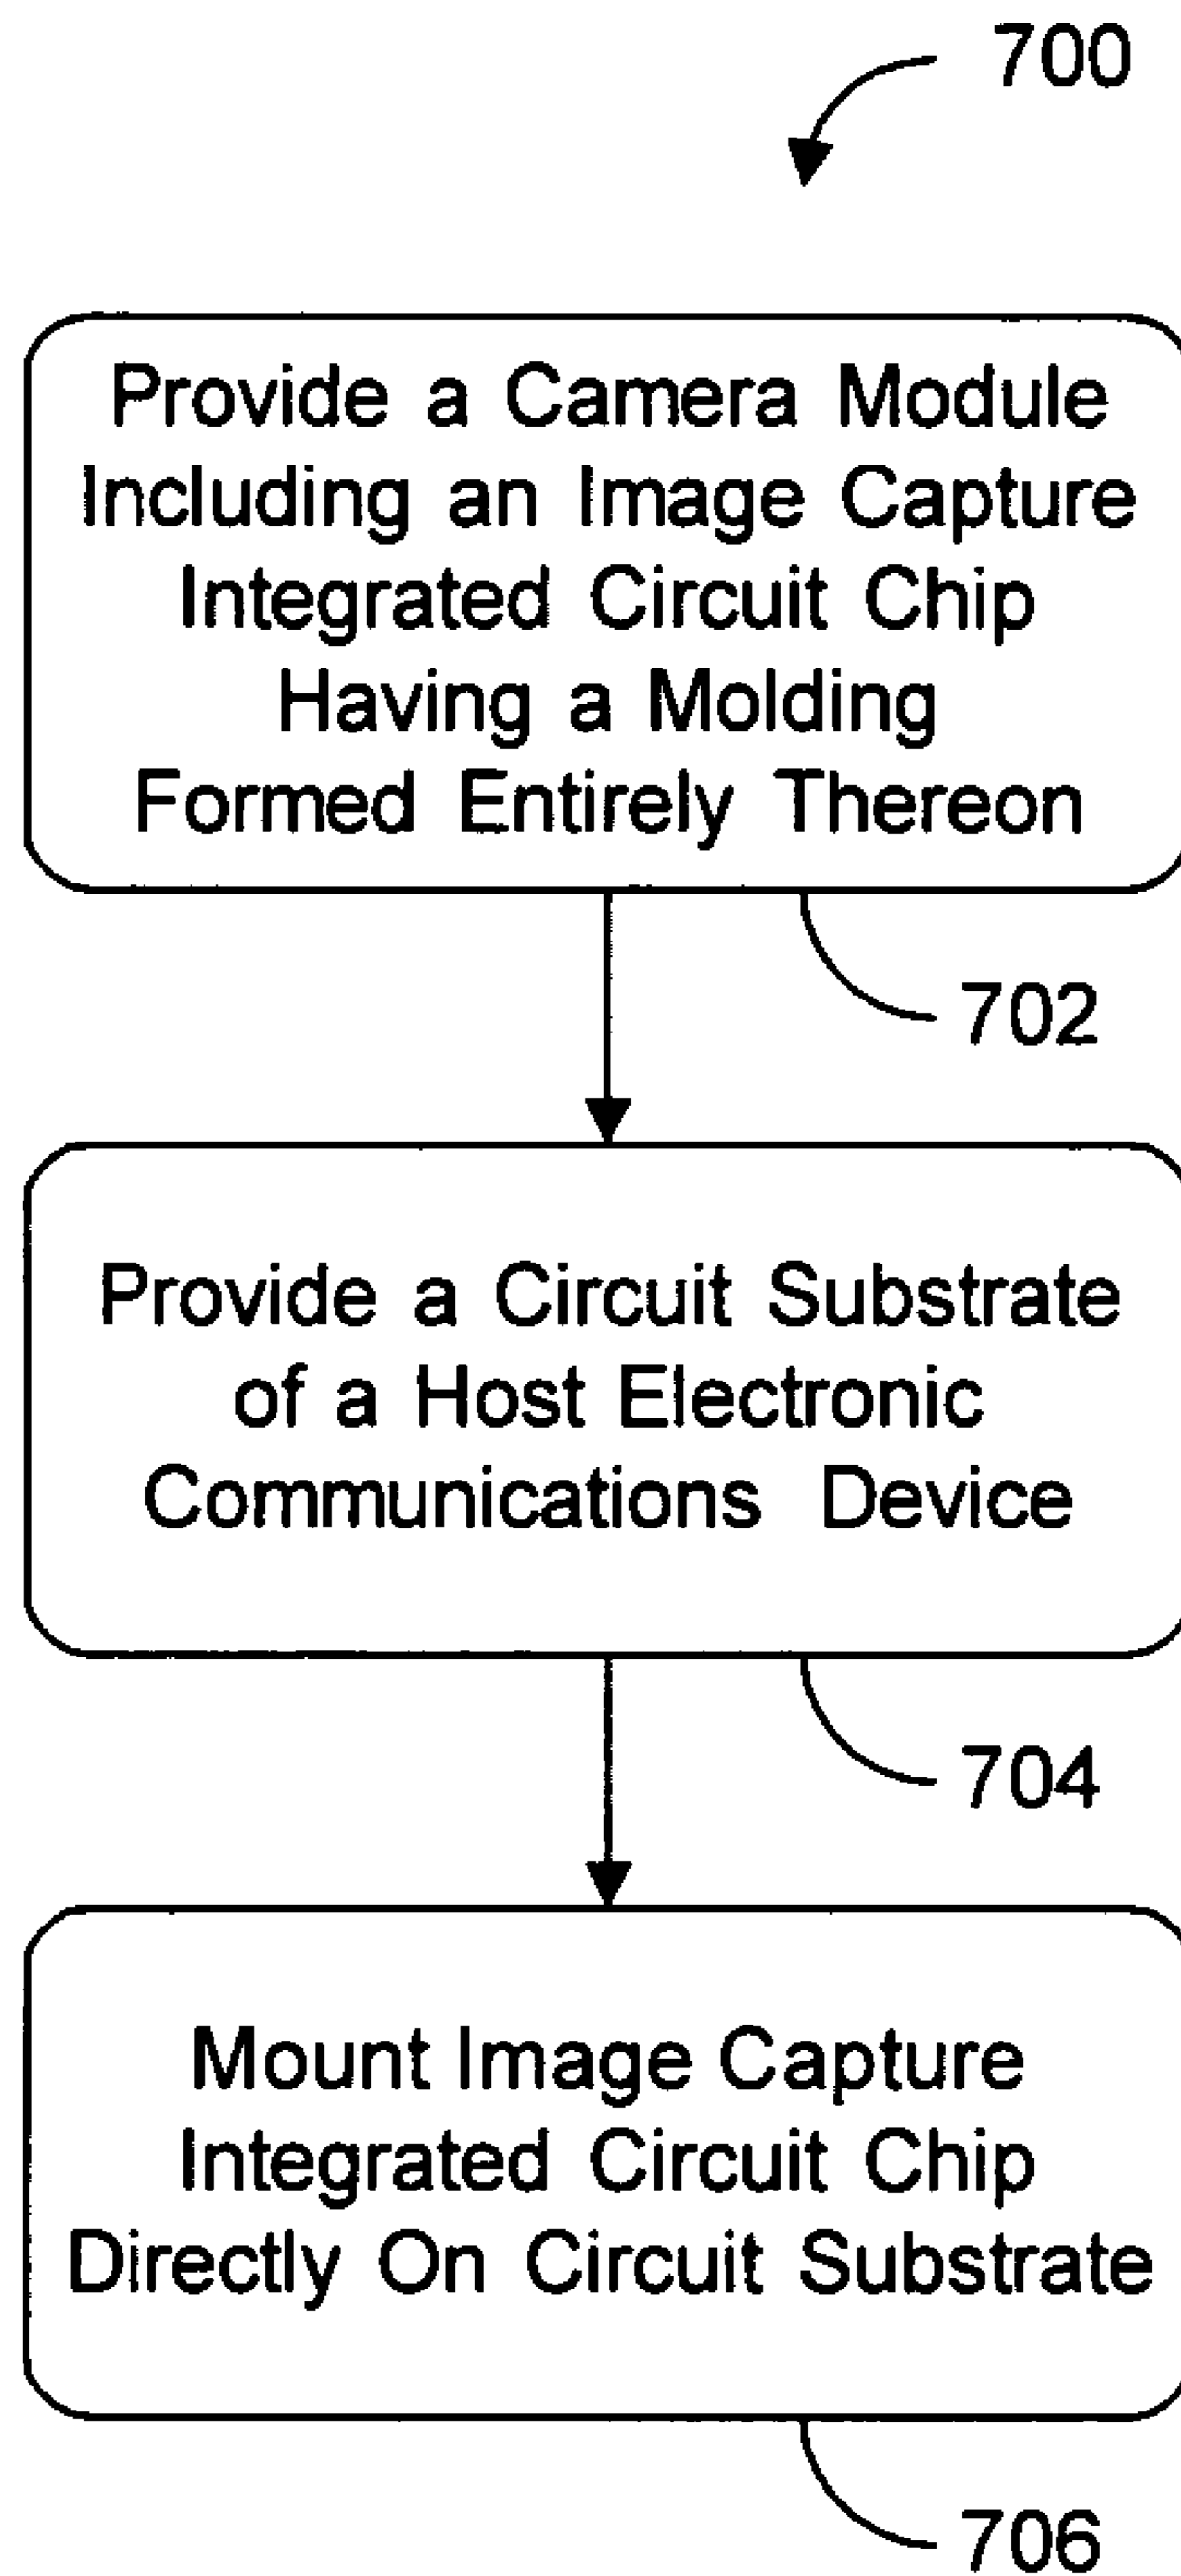 700
Provide a Camera Module
Including an Image Capture
Integrated Circuit Chip
Having a Molding
Formed Entirely Thereon
702
Provide a Circuit Substrate
of a Host Electronic
Communications Device
704
Mount Image Capture
Integrated Circuit Chip
Directly On Circuit Substrate
706